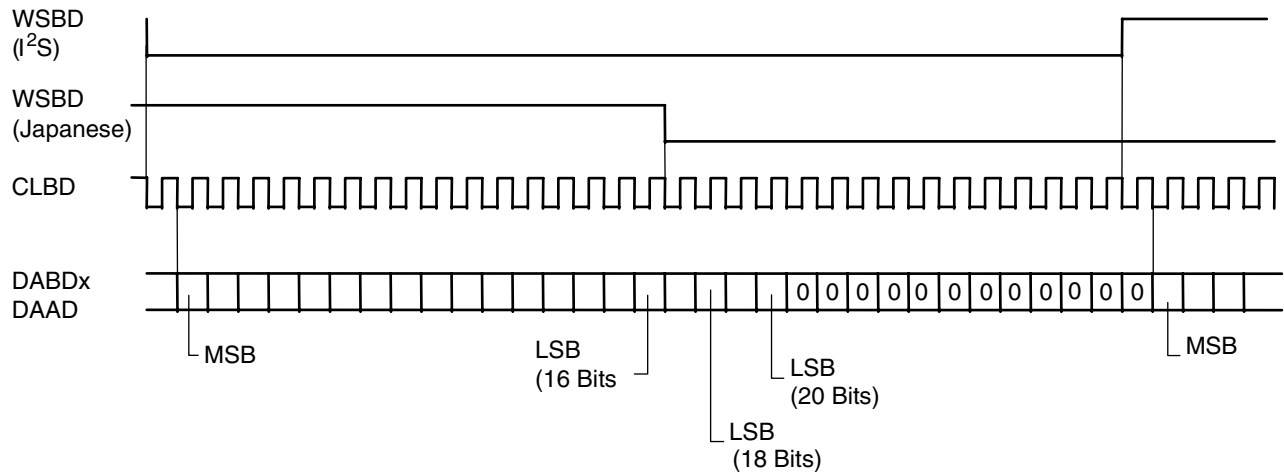 WSBD
(I²S)
WSBD
(Japanese)
CLBD
DABDx
DAAD
0 0 0 0 0 0 0 0 0 0 0 0
MSB
LSB
(16 Bits
LSB
(20 Bits)
MSB
LSB
(18 Bits)